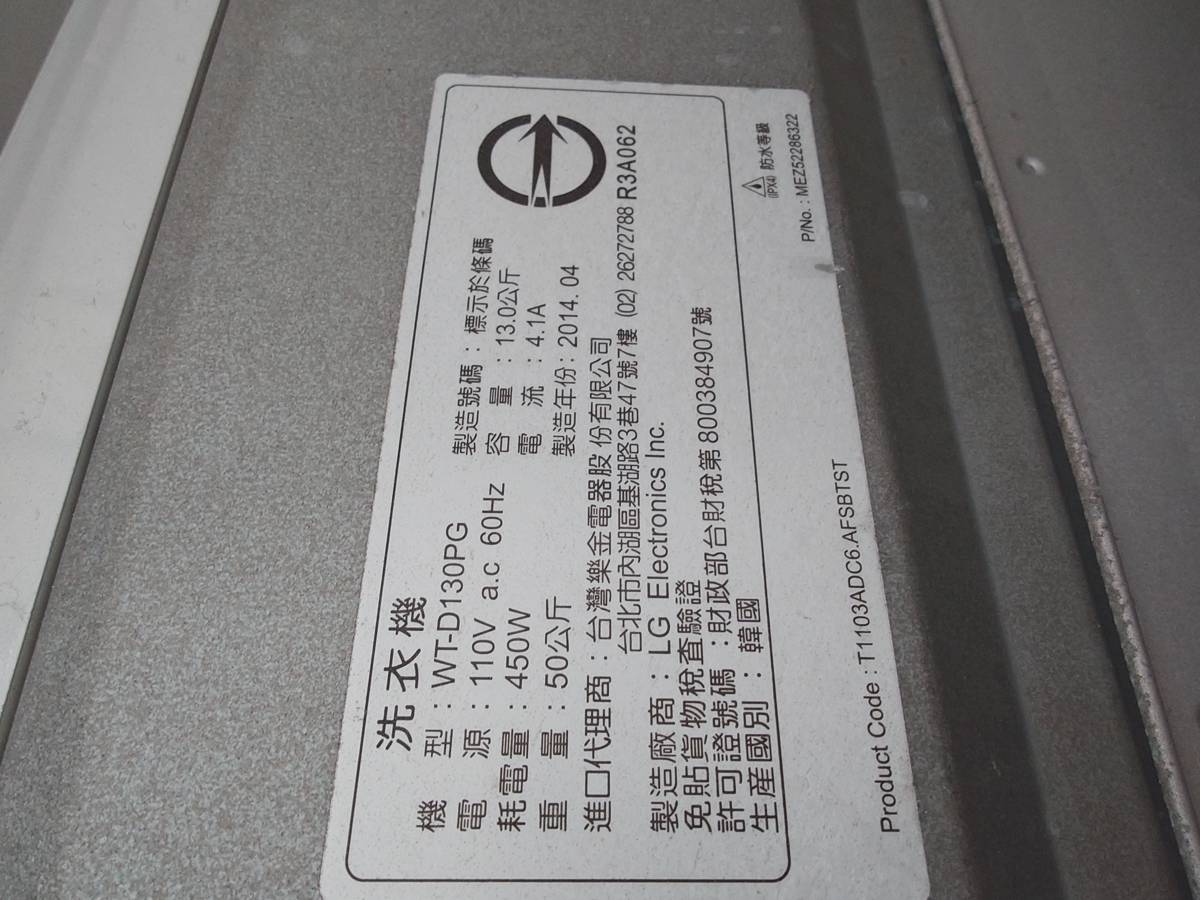 洗衣機
機型：WT-D130PG
製造號碼：標示於條碼
電源：110V a.c 60Hz
容量：13.0公斤
耗電量：450W
電流：4.1A
重量：50公斤
製造年份：2014.04
進口代理商：台灣樂金電器股份有限公司
台北市內湖區基湖路3巷47號7樓 (02) 26272788 R3A062
製造廠商：LG Electronics Inc.
免貼貨物稅查驗證
許可證號碼：財政部台財稅第800384907號
生產國別：韓國
(IPX4) 防水等級
Product Code : T1103ADC6.AFSBTST
P/No. : MEZ52286322